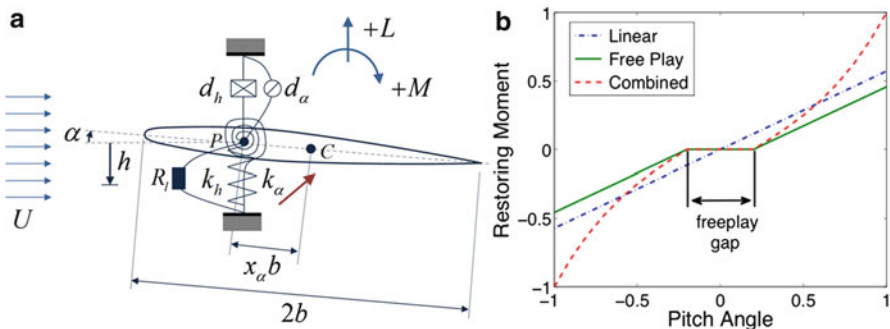 a
+L
+M
d_h
d_α
α
P
C
h
R_l
k_h
k_α
U
x_α b
2b
b
Linear
Free Play
Combined
freeplay
gap
Restoring Moment
1
0.5
0
−0.5
−1
−1
−0.5
0
0.5
1
Pitch Angle